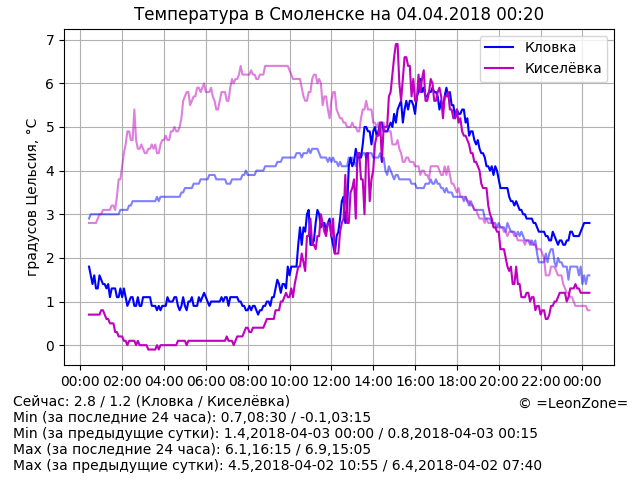 Температура в Смоленске на 04.04.2018 00:20
градусов Цельсия, °C
7
6
5
4
3
2
1
0
Кловка
Киселёвка
00:00 02:00 04:00 06:00 08:00 10:00 12:00 14:00 16:00 18:00 20:00 22:00 00:00
Сейчас: 2.8 / 1.2 (Кловка / Киселёвка)
© =LeonZone=
Min (за последние 24 часа): 0.7,08:30 / -0.1,03:15
Min (за предыдущие сутки): 1.4,2018-04-03 00:00 / 0.8,2018-04-03 00:15
Max (за последние 24 часа): 6.1,16:15 / 6.9,15:05
Max (за предыдущие сутки): 4.5,2018-04-02 10:55 / 6.4,2018-04-02 07:40